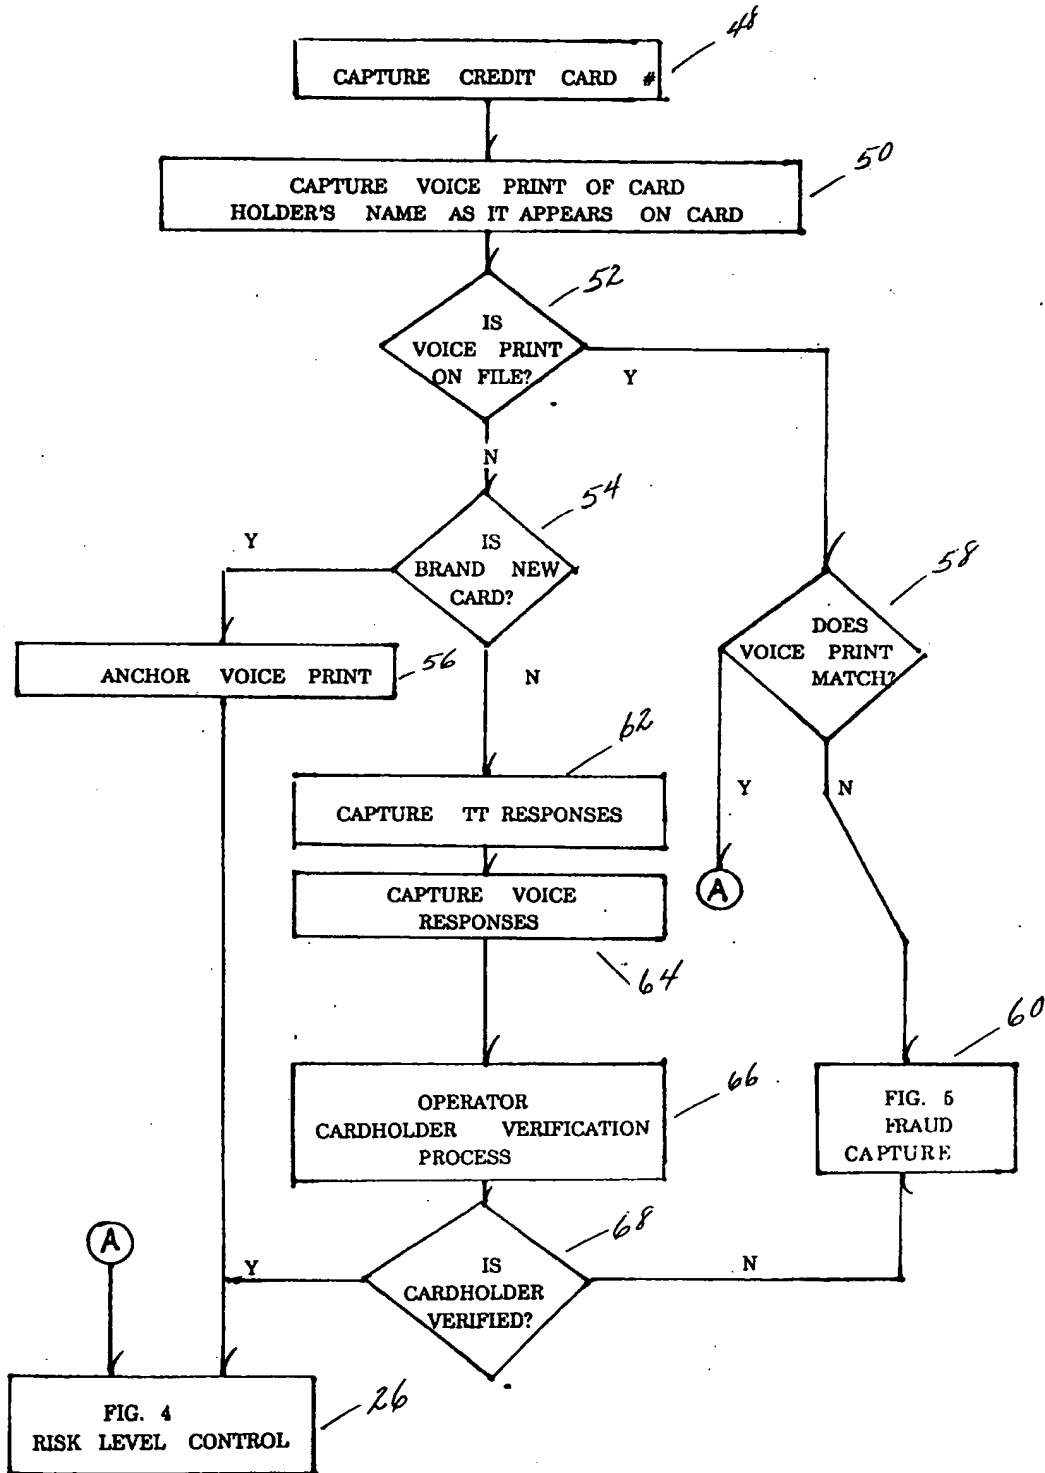 48
CAPTURE CREDIT CARD #
50
CAPTURE VOICE PRINT OF CARD
HOLDER'S NAME AS IT APPEARS ON CARD
52
IS
VOICE PRINT
ON FILE?
Y
N
54
IS
BRAND NEW
CARD?
Y
58
DOES
VOICE PRINT
MATCH?
ANCHOR VOICE PRINT
56
N
62
CAPTURE TT RESPONSES
Y
N
A
CAPTURE VOICE
RESPONSES
64
60
OPERATOR
CARDHOLDER VERIFICATION
PROCESS
66
FIG. 5
FRAUD
CAPTURE
A
68
IS
CARDHOLDER
VERIFIED?
Y
N
FIG. 4
RISK LEVEL CONTROL
26